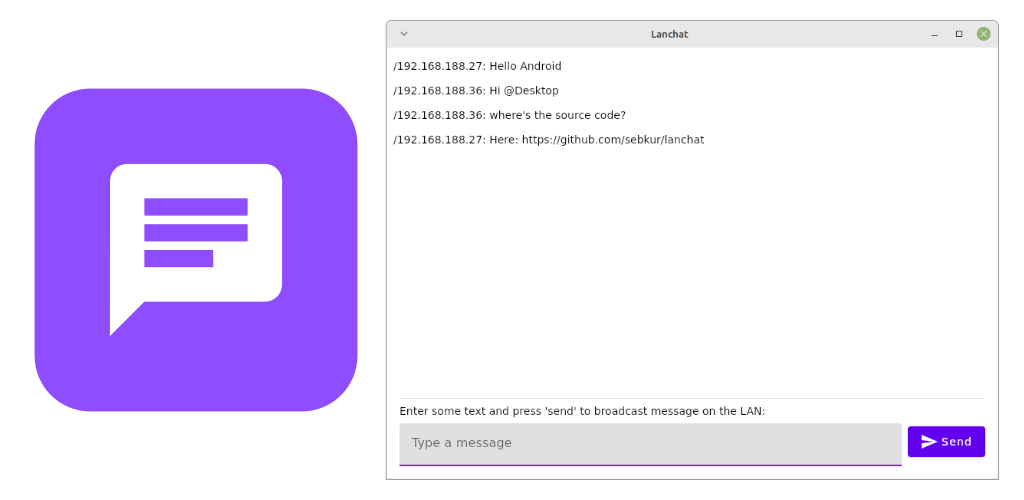 Lanchat
/192.168.188.27: Hello Android
/192.168.188.36: Hi @Desktop
/192.168.188.36: where's the source code?
/192.168.188.27: Here: https://github.com/sebkur/lanchat
Enter some text and press 'send' to broadcast message on the LAN:
Type a message
Send